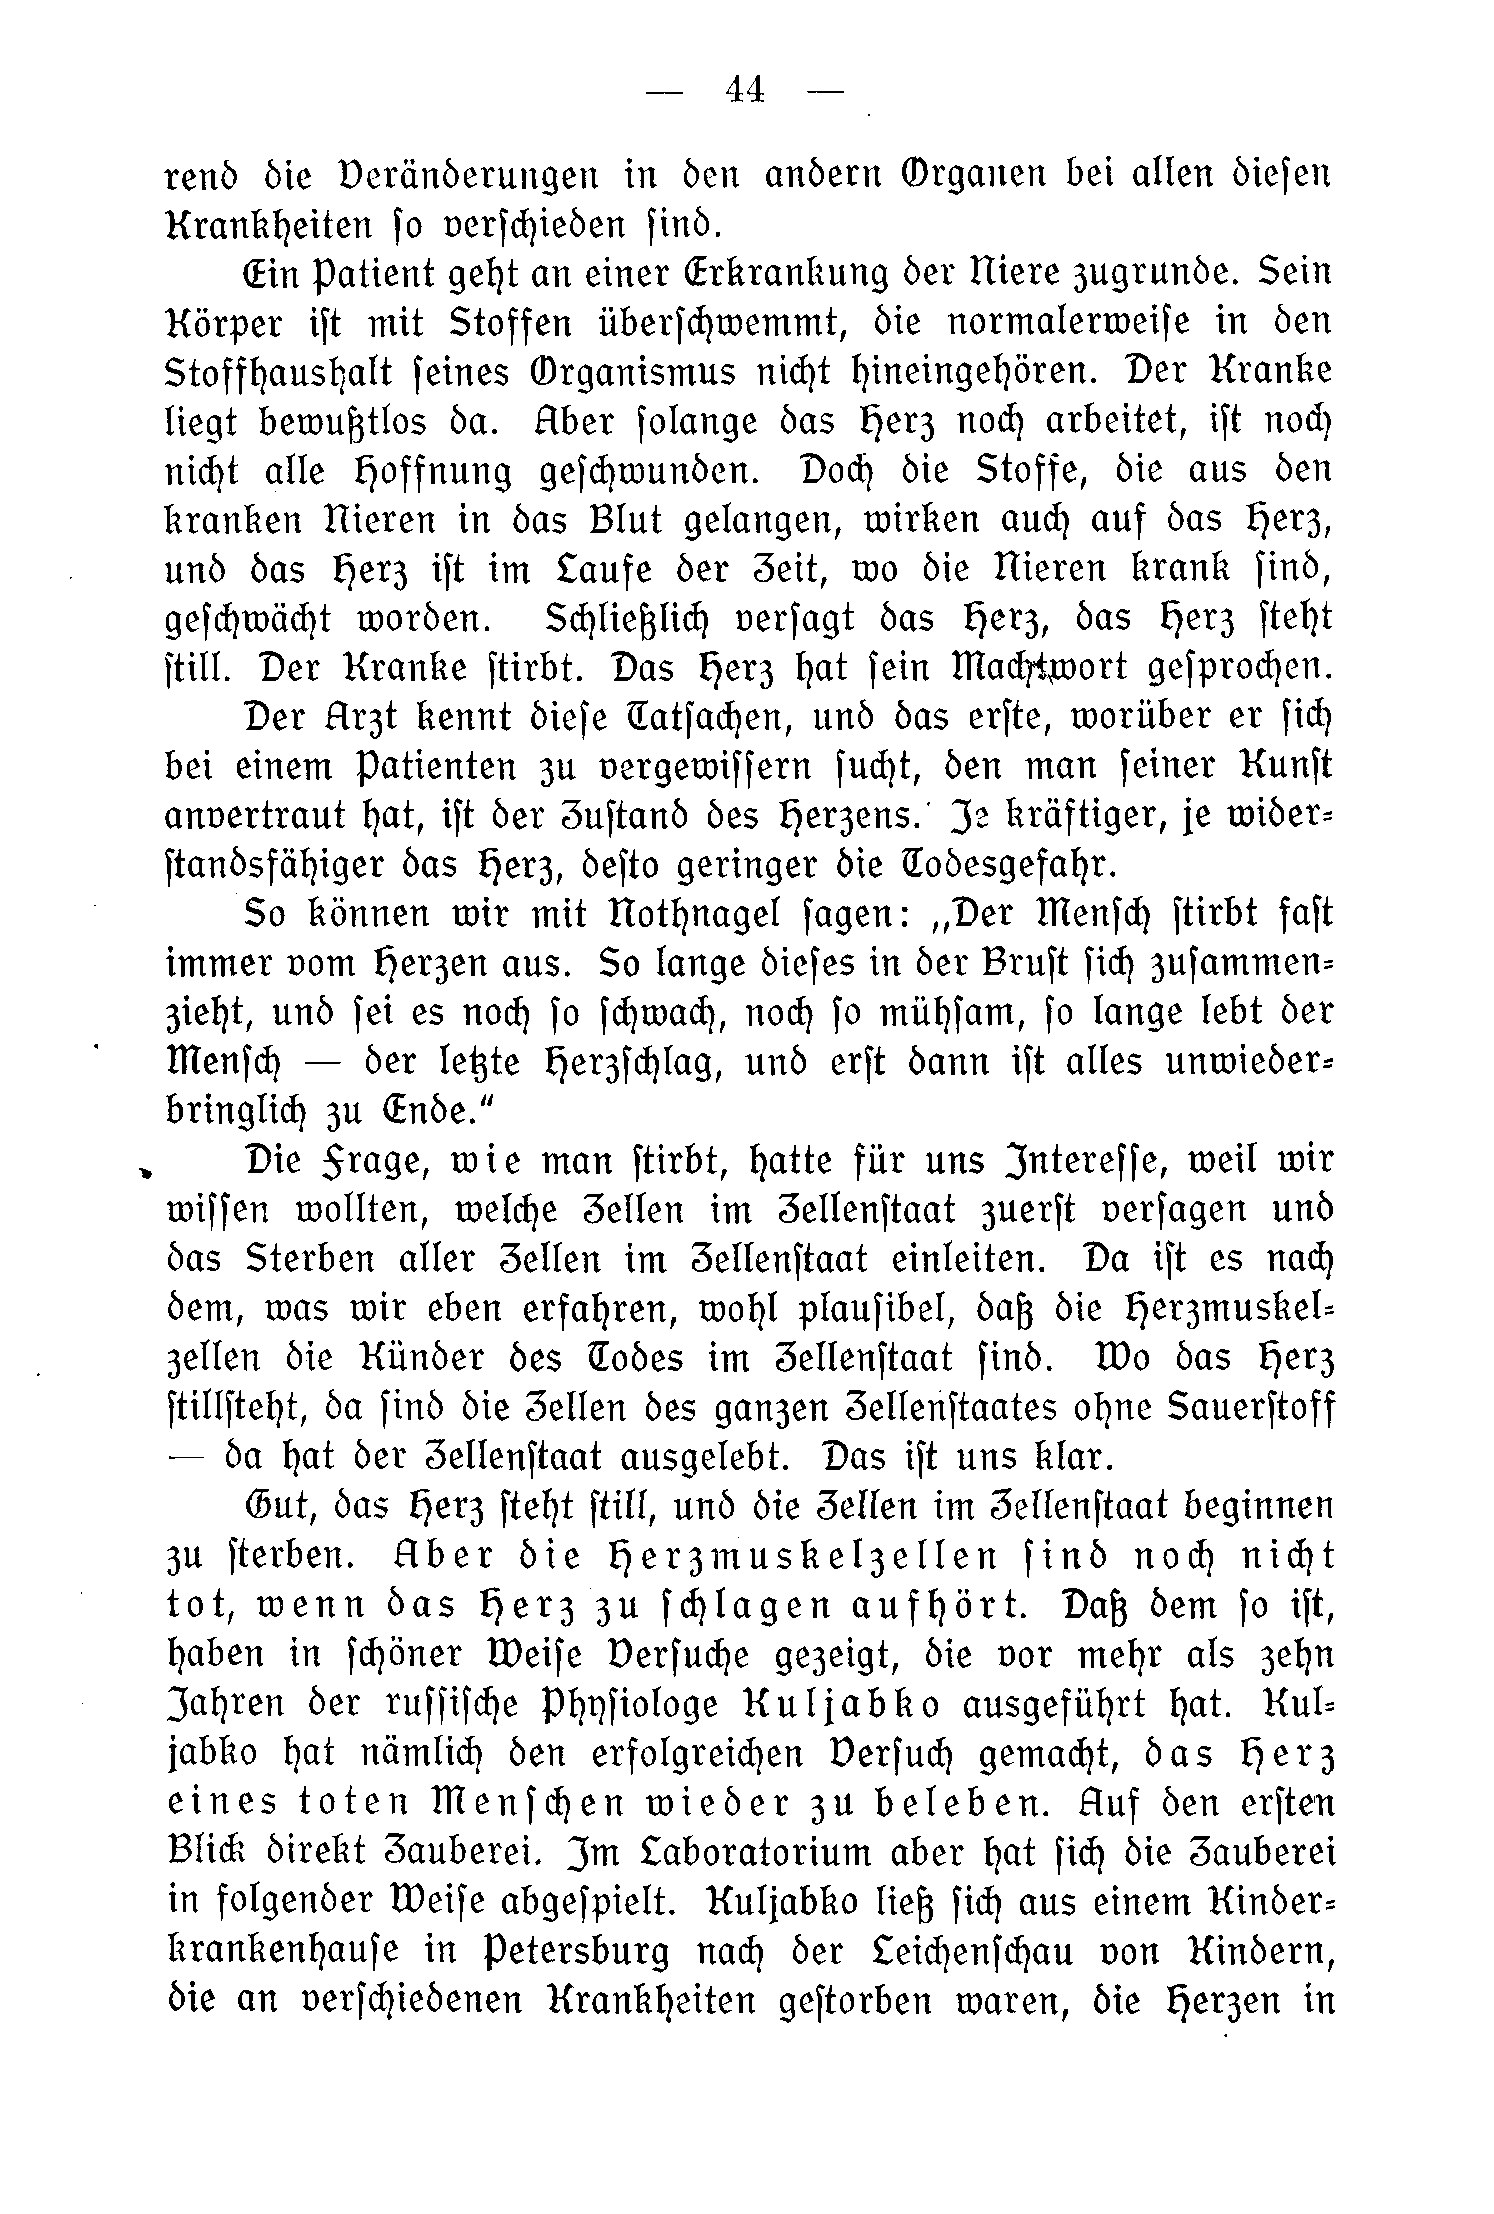 — 44 —
rend die Veränderungen in den andern Organen bei allen dieſen
Krankheiten ſo verſchieden ſind.
Ein Patient geht an einer Erkrankung der Niere zugrunde. Sein
Körper iſt mit Stoffen überſchwemmt, die normalerweiſe in den
Stoffhaushalt ſeines Organismus nicht hineingehören. Der Kranke
liegt bewußtlos da. Aber ſolange das Herz noch arbeitet, iſt noch
nicht alle Hoffnung geſchwunden. Doch die Stoffe, die aus den
kranken Nieren in das Blut gelangen, wirken auch auf das Herz,
und das Herz iſt im Laufe der Zeit, wo die Nieren krank ſind,
geſchwächt worden. Schließlich verſagt das Herz, das Herz ſteht
ſtill. Der Kranke ſtirbt. Das Herz hat ſein Machtwort geſprochen.
Der Arzt kennt dieſe Tatſachen, und das erſte, worüber er ſich
bei einem Patienten zu vergewiſſern ſucht, den man ſeiner Kunſt
anvertraut hat, iſt der Zuſtand des Herzens. Je kräftiger, je wider-
ſtandsfähiger das Herz, deſto geringer die Todesgefahr.
So können wir mit Nothnagel ſagen: „Der Menſch ſtirbt faſt
immer vom Herzen aus. So lange dieſes in der Bruſt ſich zuſammen-
zieht, und ſei es noch ſo ſchwach, noch ſo mühſam, ſo lange lebt der
Menſch — der letzte Herzſchlag, und erſt dann iſt alles unwieder-
bringlich zu Ende.“
Die Frage, wie man ſtirbt, hatte für uns Intereſſe, weil wir
wiſſen wollten, welche Zellen im Zellenſtaat zuerſt verſagen und
das Sterben aller Zellen im Zellenſtaat einleiten. Da iſt es nach
dem, was wir eben erfahren, wohl plauſibel, daß die Herzmuskel-
zellen die Künder des Todes im Zellenſtaat ſind. Wo das Herz
ſtillſteht, da ſind die Zellen des ganzen Zellenſtaates ohne Sauerſtoff
— da hat der Zellenſtaat ausgelebt. Das iſt uns klar.
Gut, das Herz ſteht ſtill, und die Zellen im Zellenſtaat beginnen
zu ſterben. Aber die Herzmuskelzellen ſind noch nicht
tot, wenn das Herz zu ſchlagen aufhört. Daß dem ſo iſt,
haben in ſchöner Weiſe Verſuche gezeigt, die vor mehr als zehn
Jahren der ruſſiſche Phyſiologe Kuljabko ausgeführt hat. Kul-
jabko hat nämlich den erfolgreichen Verſuch gemacht, das Herz
eines toten Menſchen wieder zu beleben. Auf den erſten
Blick direkt Zauberei. Im Laboratorium aber hat ſich die Zauberei
in folgender Weiſe abgeſpielt. Kuljabko ließ ſich aus einem Kinder-
krankenhauſe in Petersburg nach der Leichenſchau von Kindern,
die an verſchiedenen Krankheiten geſtorben waren, die Herzen in